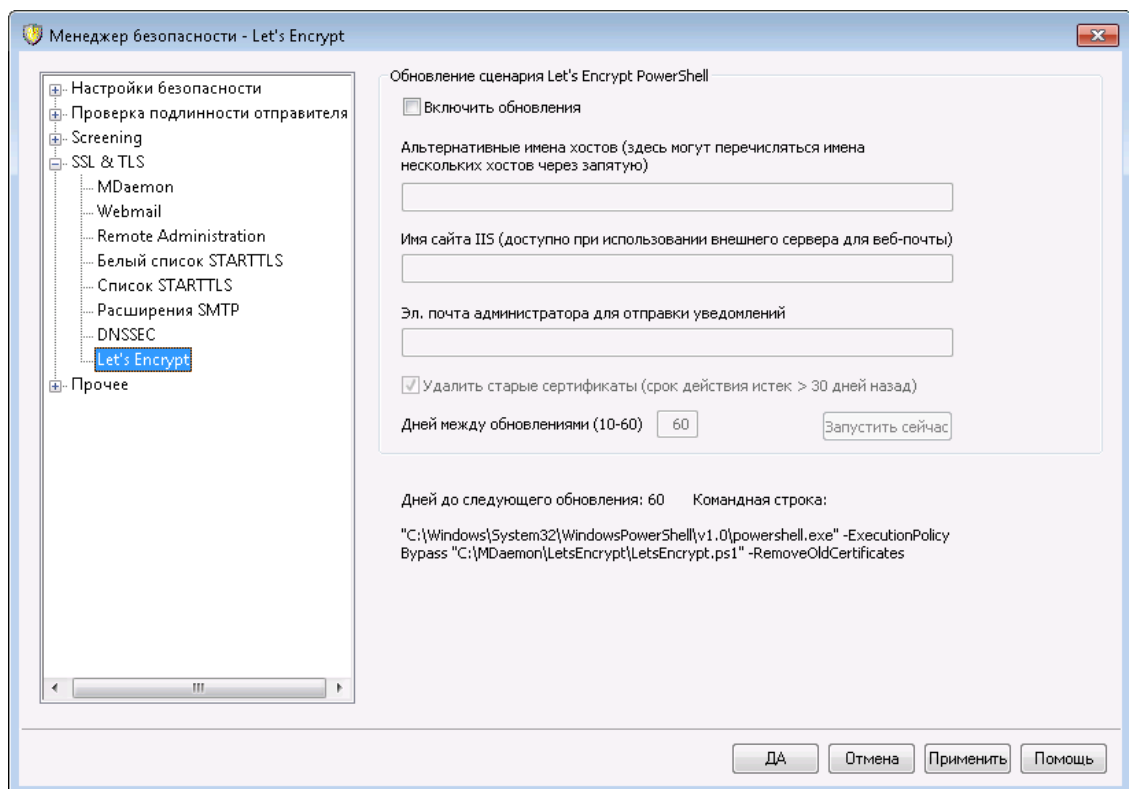 Менеджер безопасности - Let's Encrypt
Настройки безопасности
Проверка подлинности отправителя
Screening
SSL & TLS
MDaemon
Webmail
Remote Administration
Белый список STARTTLS
Список STARTTLS
Расширения SMTP
DNSSEC
Let's Encrypt
Прочее
Обновление сценария Let's Encrypt PowerShell
Включить обновления
Альтернативные имена хостов (здесь могут перечисляться имена
нескольких хостов через запятую)
Имя сайта IIS (доступно при использовании внешнего сервера для веб-почты)
Эл. почта администратора для отправки уведомлений
Удалить старые сертификаты (срок действия истек > 30 дней назад)
Дней между обновлениями (10-60) 60 Запустить сейчас
Дней до следующего обновления: 60 Командная строка:
"C:\Windows\System32\WindowsPowerShell\v1.0\powershell.exe" -ExecutionPolicy
Bypass "C:\MDaemon\LetsEncrypt\LetsEncrypt.ps1" -RemoveOldCertificates
ДА Отмена Применить Помощь